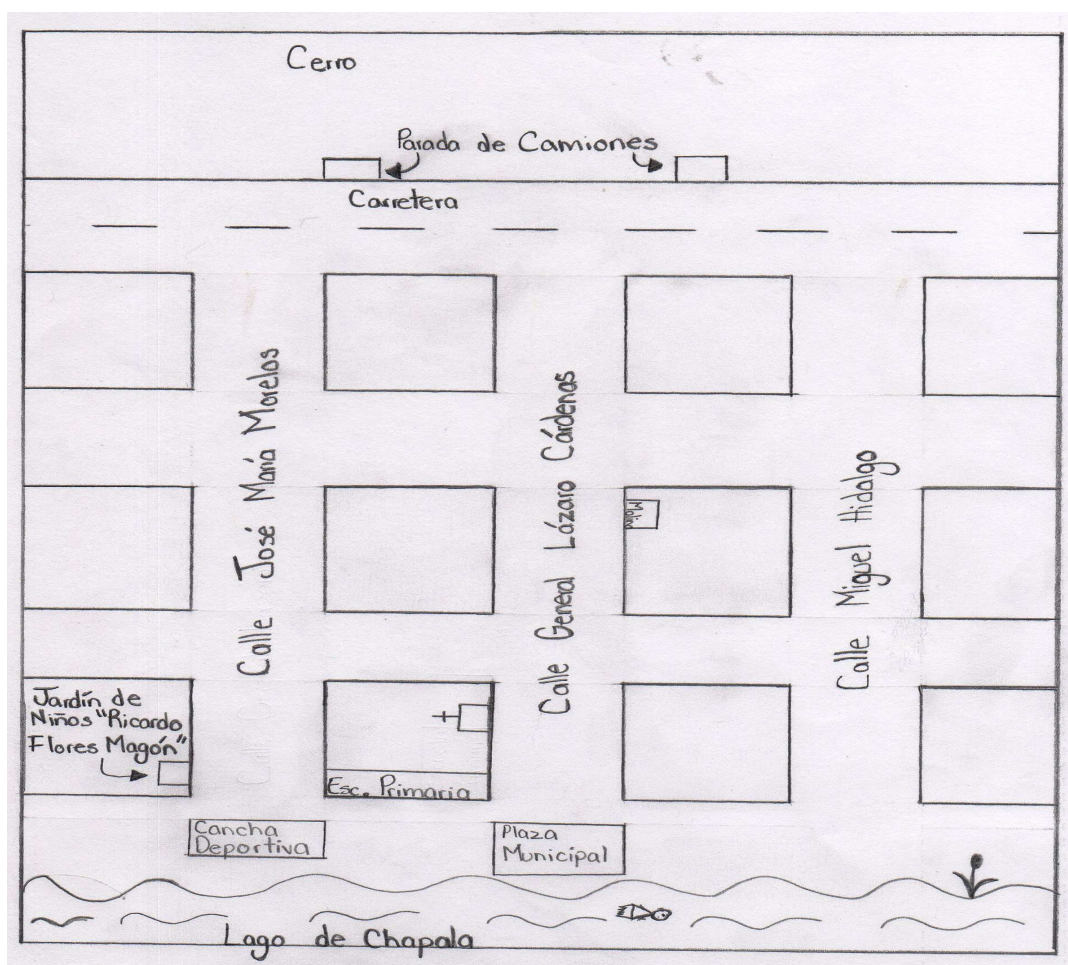 Cerro
Parada de Camiones
Carretera
Calle José María Morelos
Calle General Lázaro Cárdenas
Calle Miguel Hidalgo
Jardín de
Niños "Ricardo
Flores Magón"
Esc. Primaria
Cancha
Deportiva
Plaza
Municipal
Lago de Chapala